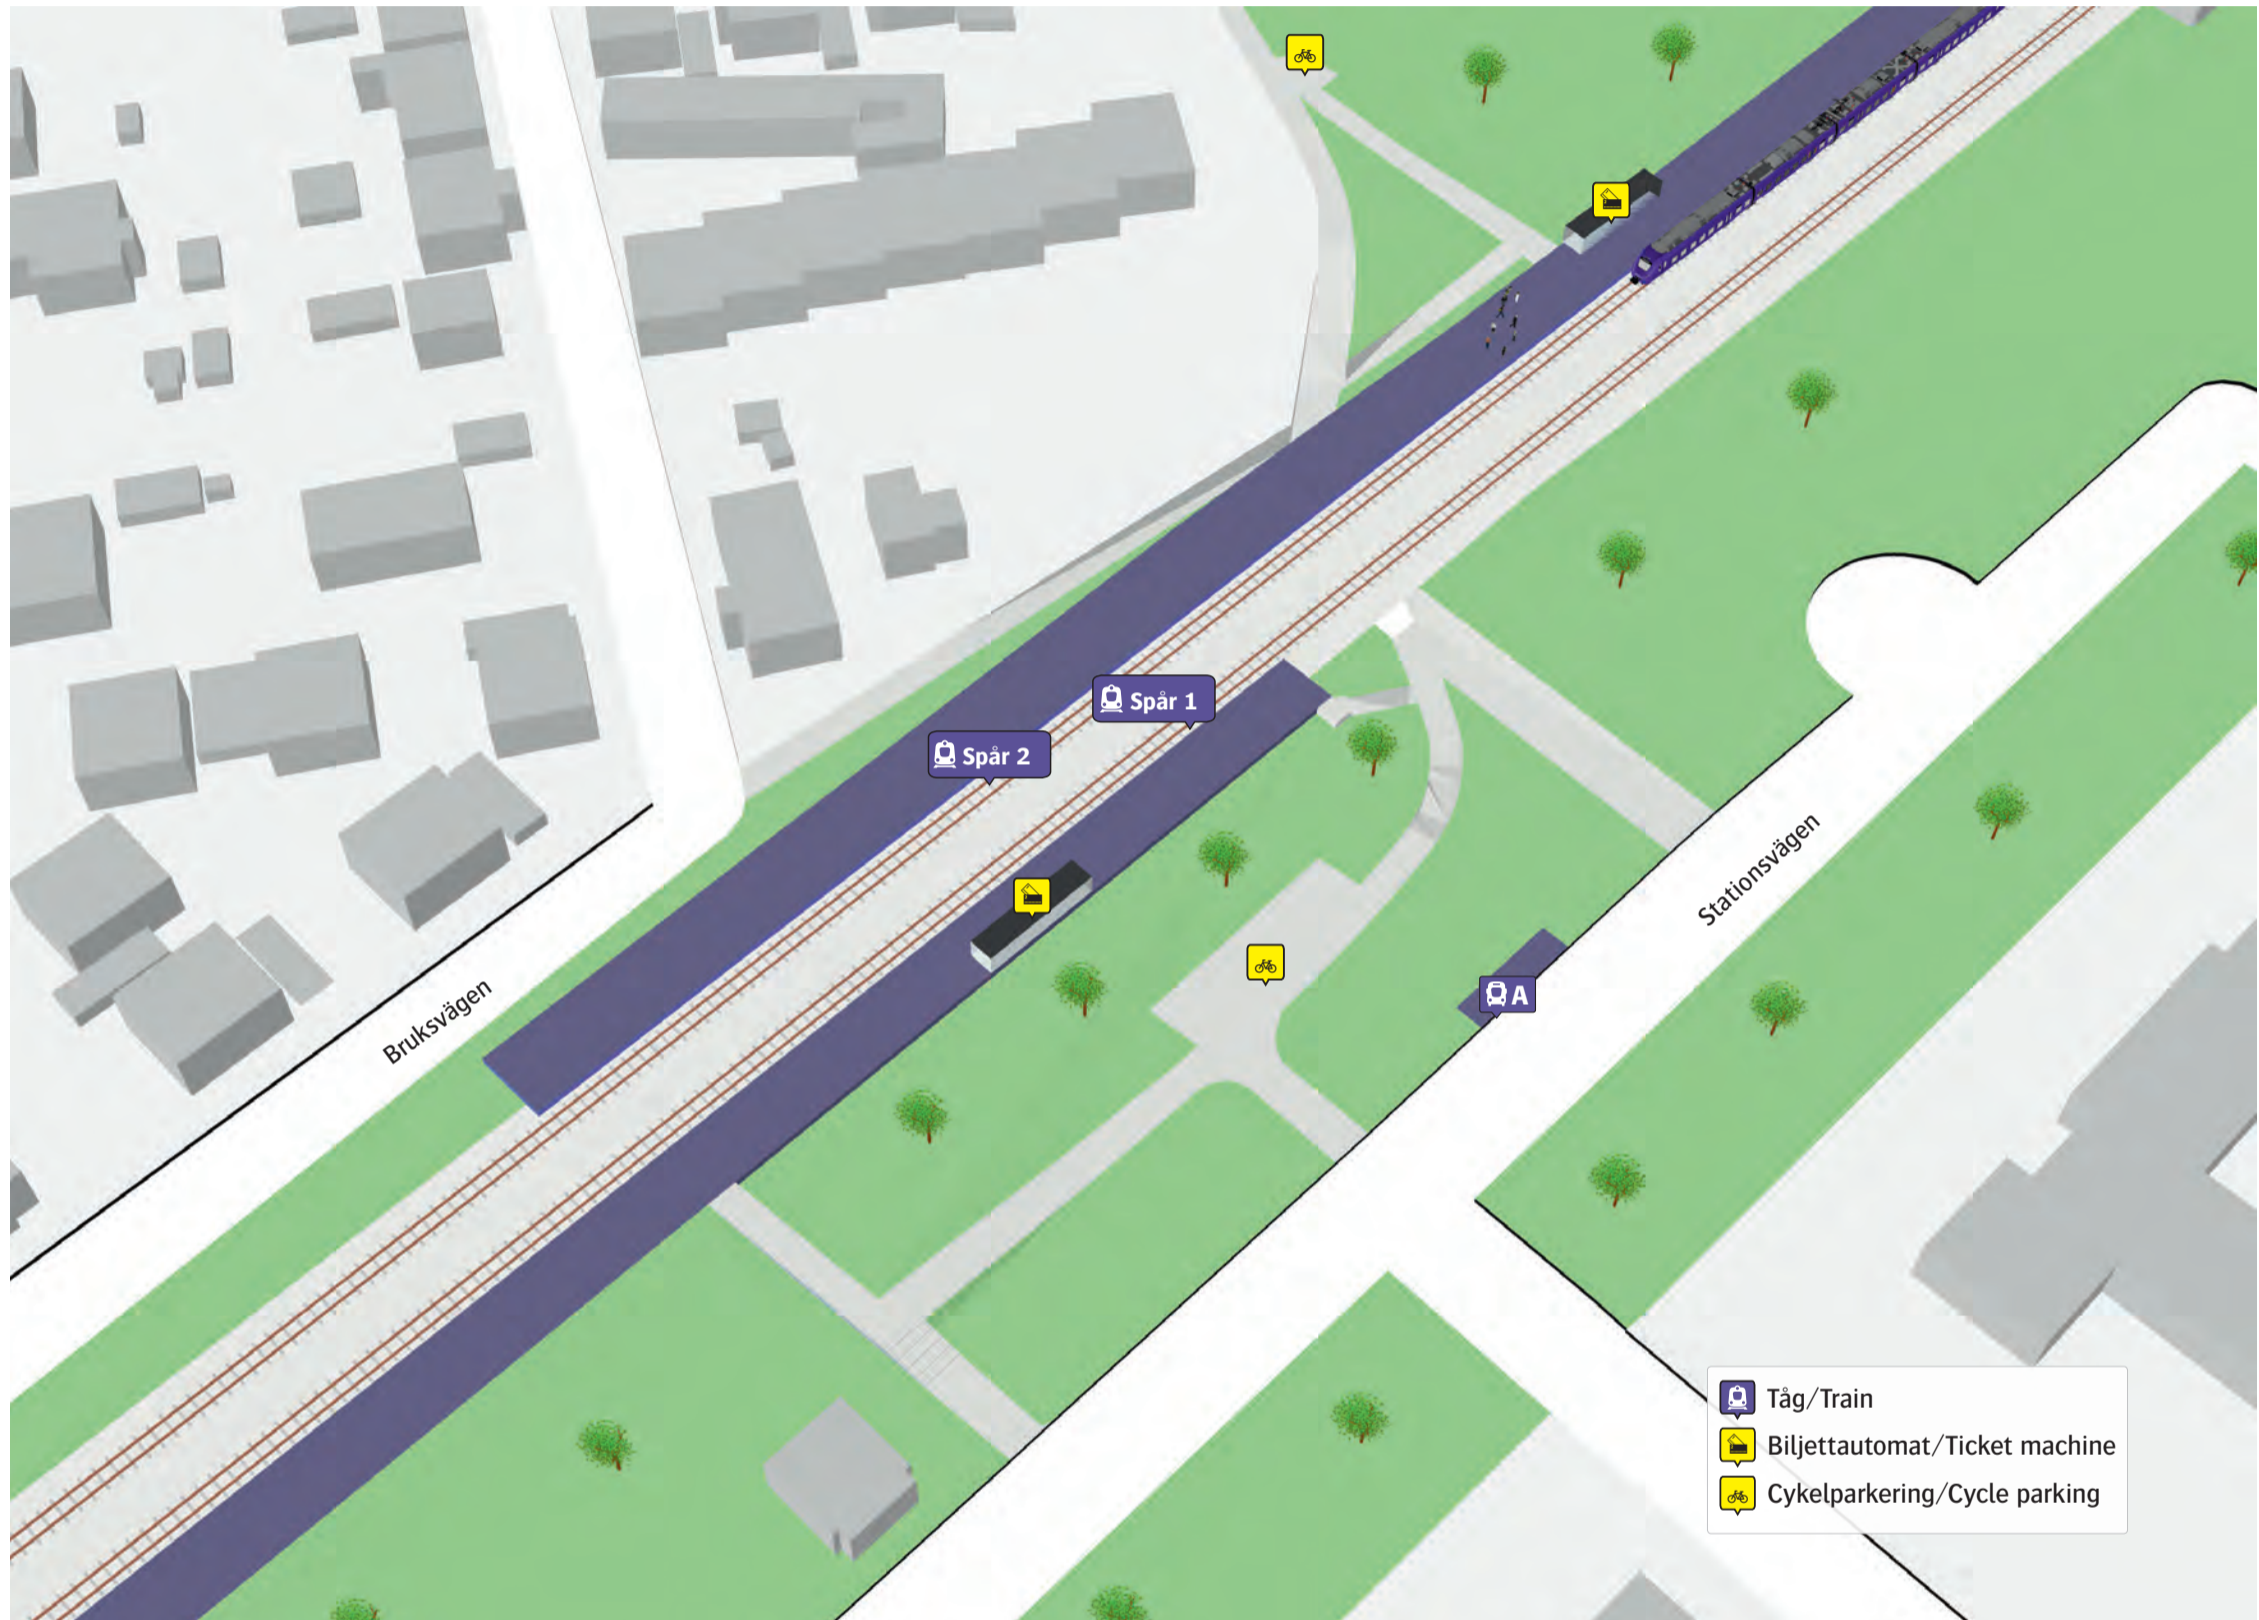 Spår 1
Spår 2
Stationsvägen
A
Bruksvägen
Tåg/Train
Biljettautomat/Ticket machine
Cykelparkering/Cycle parking